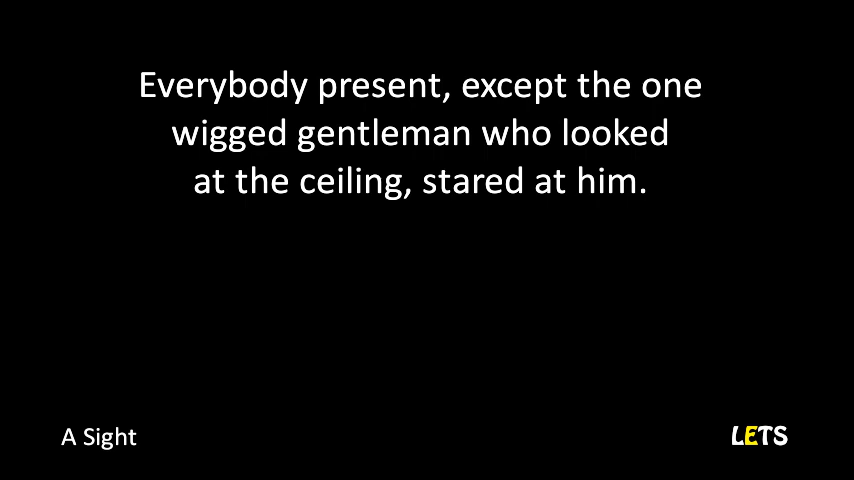 Everybody present, except the one
wigged gentleman who looked
at the ceiling, stared at him.
A Sight
LETS